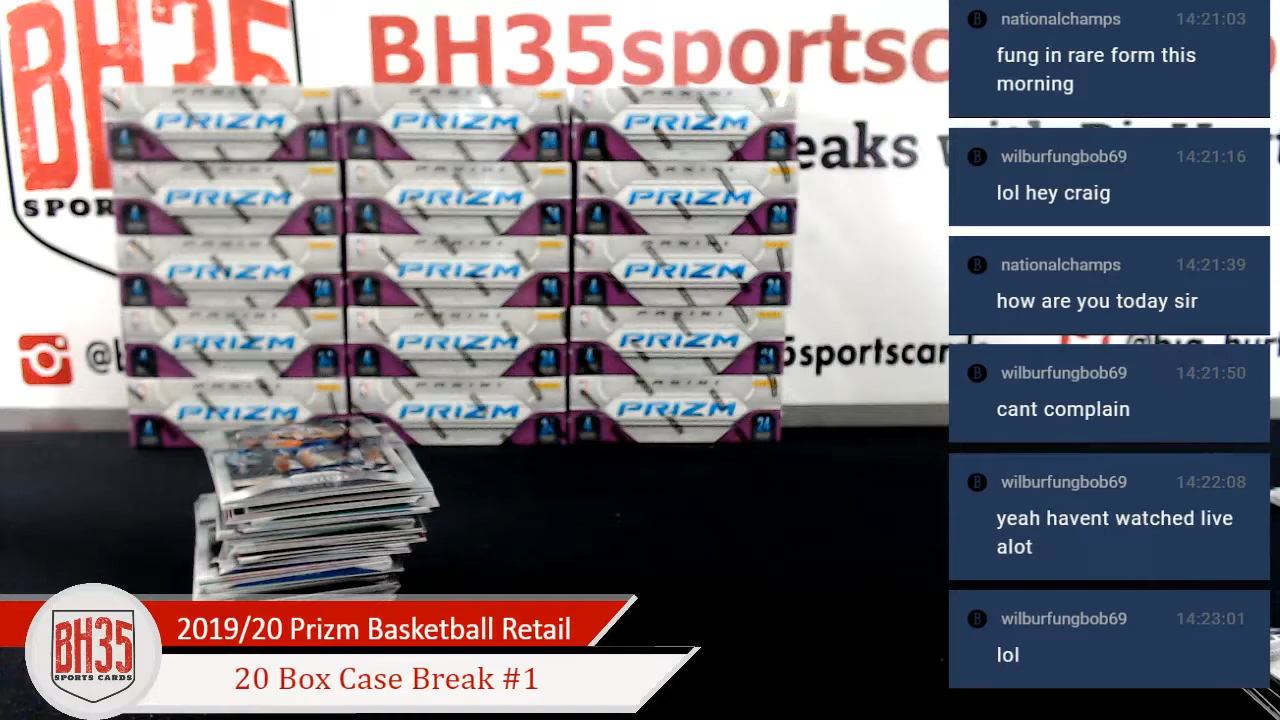 BH35
SPORTS CARDS
BH35sportsc
eaks
PRIZM PRIZM PRIZM
PRIZM PRIZM PRIZM
PRIZM PRIZM PRIZM
PRIZM PRIZM PRIZM
PRIZM PRIZM PRIZM
5sportscar
2019/20 Prizm Basketball Retail
20 Box Case Break #1
nationalchamps 14:21:03
fung in rare form this
morning
wilburfungbob69 14:21:16
lol hey craig
nationalchamps 14:21:39
how are you today sir
wilburfungbob69 14:21:50
cant complain
wilburfungbob69 14:22:08
yeah havent watched live
alot
wilburfungbob69 14:23:01
lol